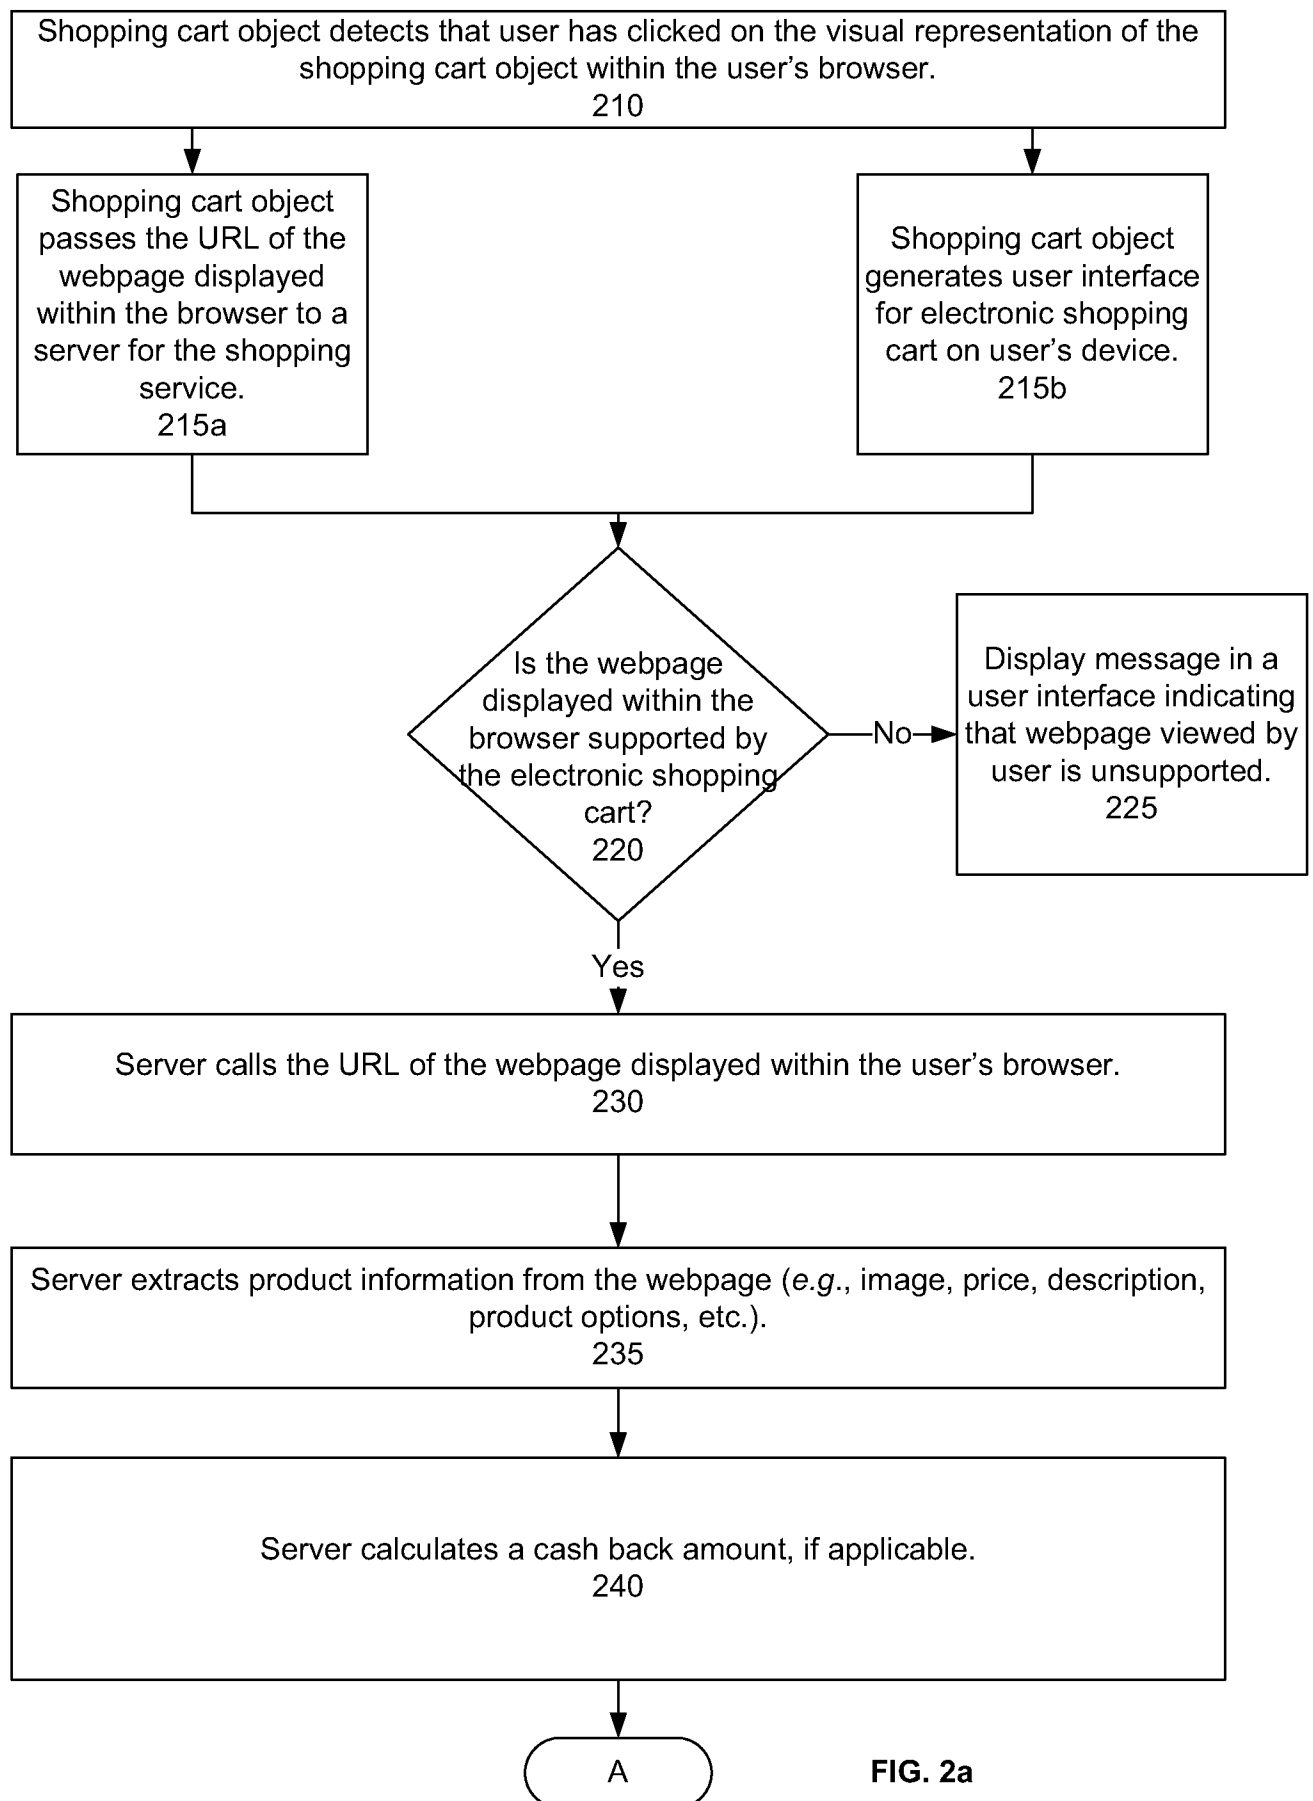 Shopping cart object detects that user has clicked on the visual representation of the
shopping cart object within the user's browser.
210
Shopping cart object
passes the URL of the
webpage displayed
within the browser to a
server for the shopping
service.
215a
Shopping cart object
generates user interface
for electronic shopping
cart on user's device.
215b
Is the webpage
displayed within the
browser supported by
the electronic shopping
cart?
220
No
Display message in a
user interface indicating
that webpage viewed by
user is unsupported.
225
Yes
Server calls the URL of the webpage displayed within the user's browser.
230
Server extracts product information from the webpage (e.g., image, price, description,
product options, etc.).
235
Server calculates a cash back amount, if applicable.
240
A
FIG. 2a